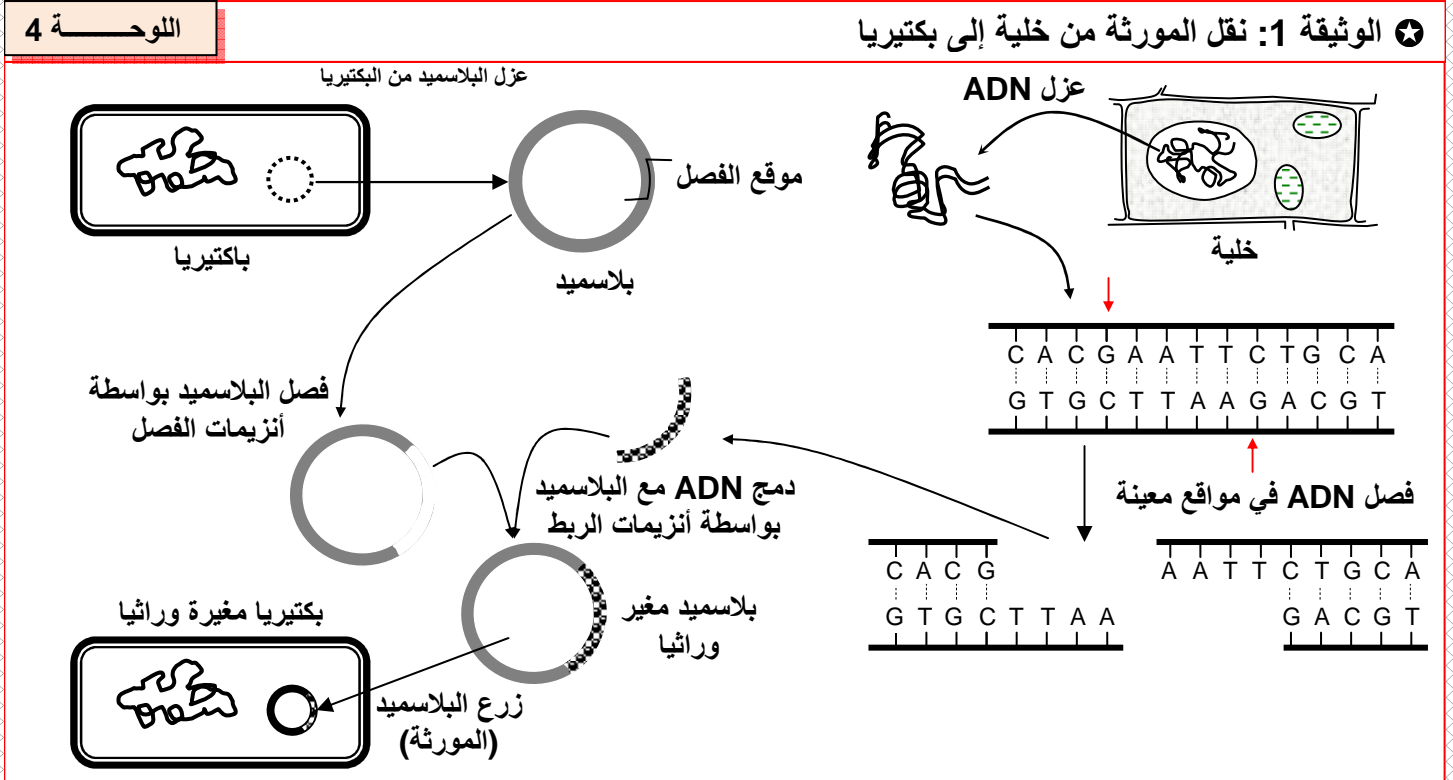 ✪ الوثيقة 1: نقل المورثة من خلية إلى بكتيريا
اللوحـــــــــة 4
عزل ADN
خلية
عزل البلاسميد من البكتيريا
باكتيريا
موقع الفصل
بلاسميد
C A C G A A T T C T G C A
G T G C T T A A G A C G T
فصل ADN في مواقع معينة
A A T T C T G C A
G A C G T
C A C G
G T G C T T A A
فصل البلاسميد بواسطة
أنزيمات الفصل
دمج ADN مع البلاسميد
بواسطة أنزيمات الربط
بلاسميد مغير
وراثيا
بكتيريا مغيرة وراثيا
زرع البلاسميد
(المورثة)